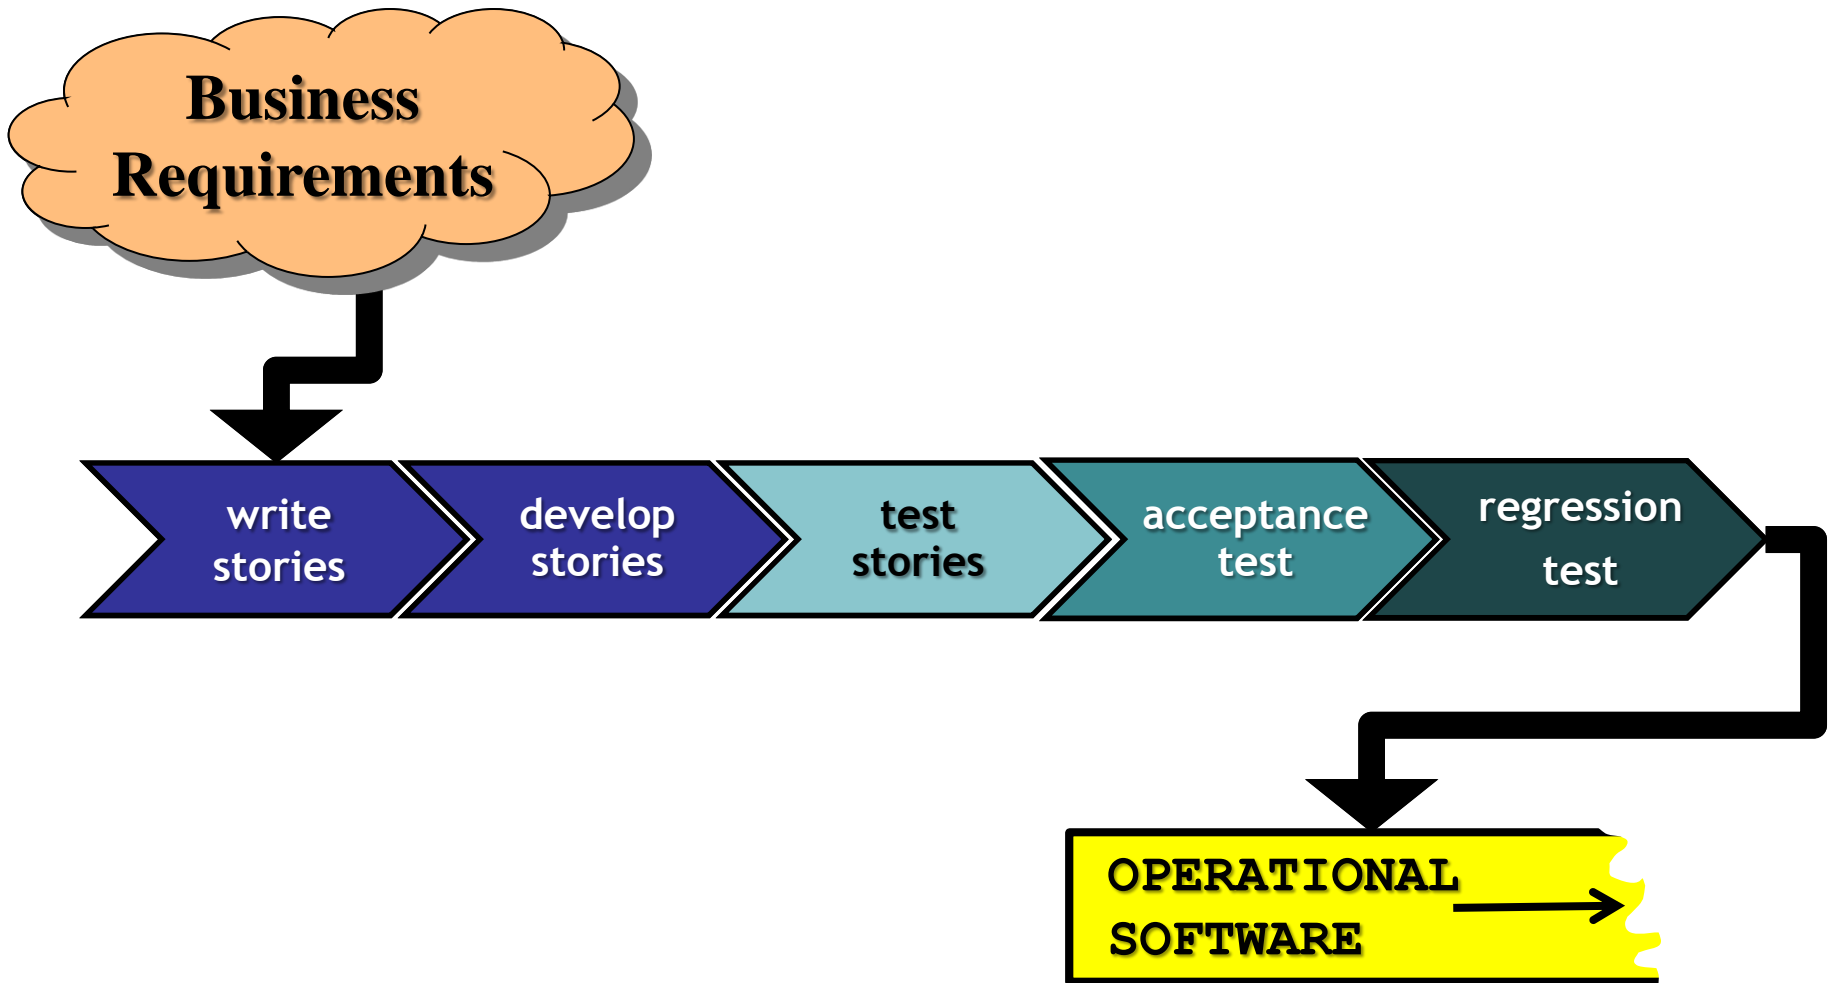 Business
Requirements
write
stories
develop
stories
test
stories
acceptance
test
regression
test
OPERATIONAL
SOFTWARE